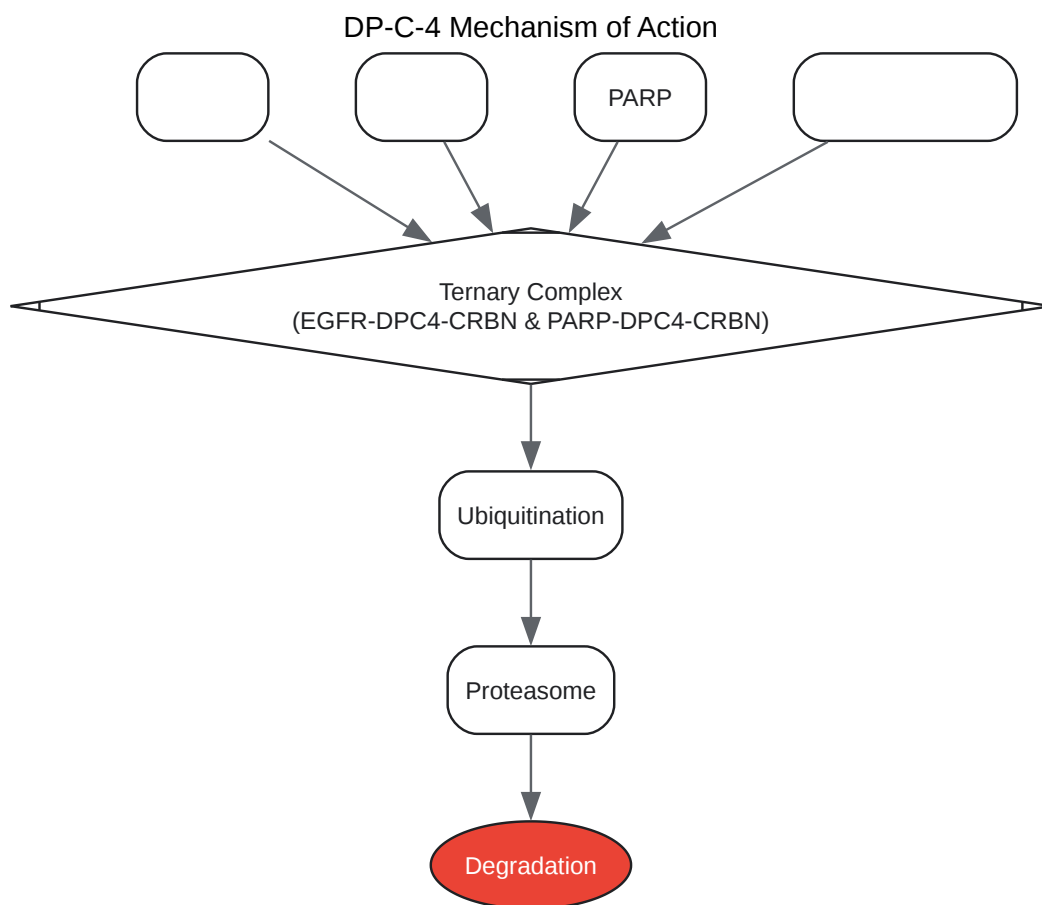 DP-C-4 Mechanism of Action
PARP
Ternary Complex
(EGFR-DPC4-CRBN & PARP-DPC4-CRBN)
Ubiquitination
Proteasome
Degradation